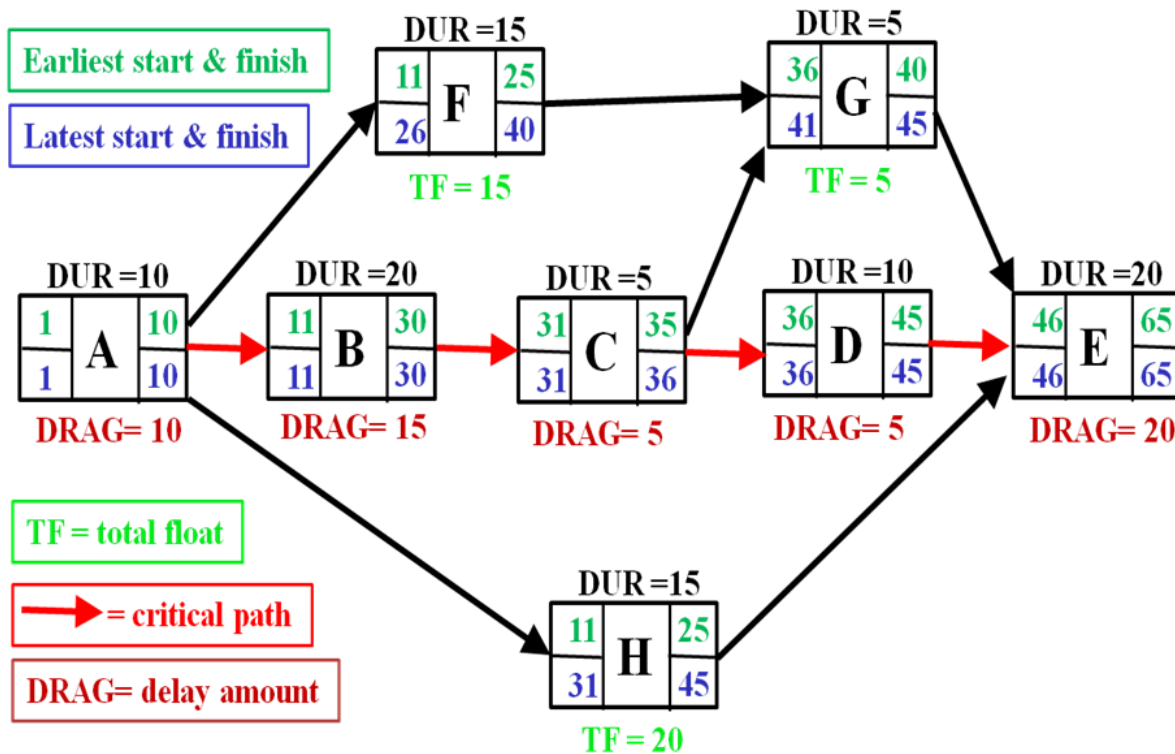 DUR =15
DUR =5
Earliest start & finish
11 F 25
26 40
36 G 40
41 45
Latest start & finish
TF = 15
TF = 5
DUR =10
DUR =20
DUR =5
DUR =10
DUR =20
1 A 10
1 10
11 B 30
11 30
31 C 35
31 36
36 D 45
36 45
46 E 65
46 65
DRAG= 10
DRAG= 15
DRAG= 5
DRAG= 5
DRAG= 20
TF = total float
DUR =15
= critical path
11 H 25
31 45
DRAG= delay amount
TF = 20